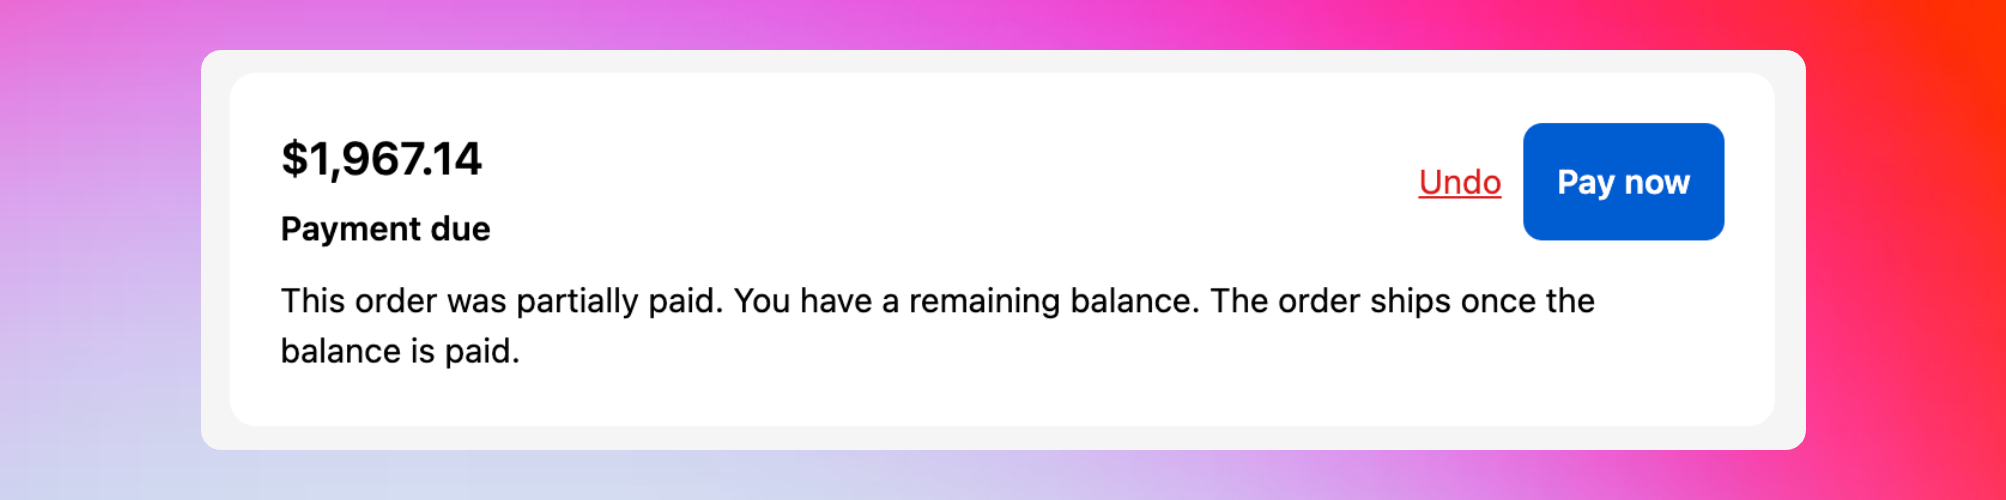 $1,967.14
Undo
Pay now
Payment due
This order was partially paid. You have a remaining balance. The order ships once the
balance is paid.